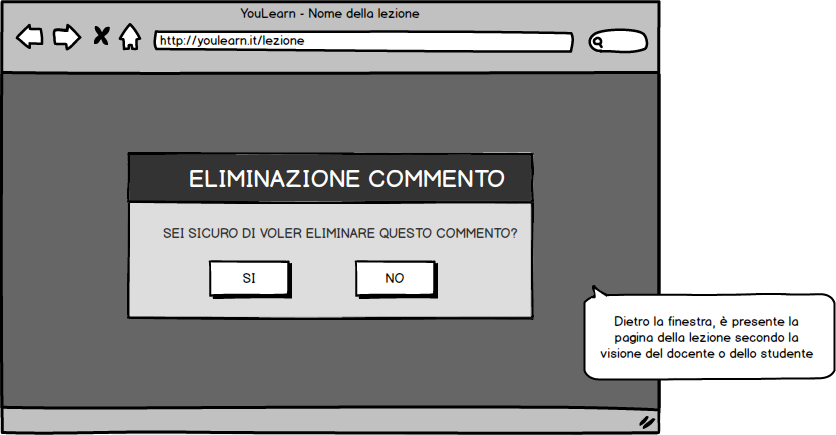 YouLearn - Nome della lezione
http://youlearn.it/lezione
ELIMINAZIONE COMMENTO
SEI SICURO DI VOLER ELIMINARE QUESTO COMMENTO?
SI
NO
Dietro la finestra, è presente la
pagina della lezione secondo la
visione del docente o dello studente